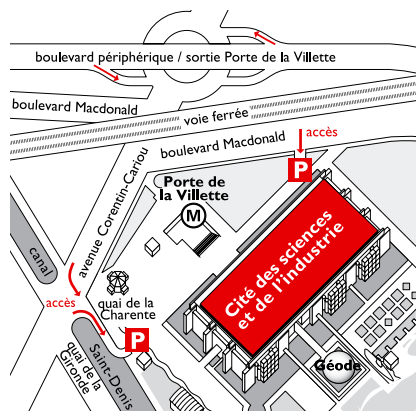 boulevard périphérique / sortie Porte de la Villette
boulevard Macdonald
voie ferrée
boulevard Macdonald
accès
P
Porte de
la Villette
M
avenue Corentin-Cariou
canal
Cité des sciences
et de l'industrie
accès
quai de la
Charente
P
Saint-Denis
quai de la
Gironde
Géode